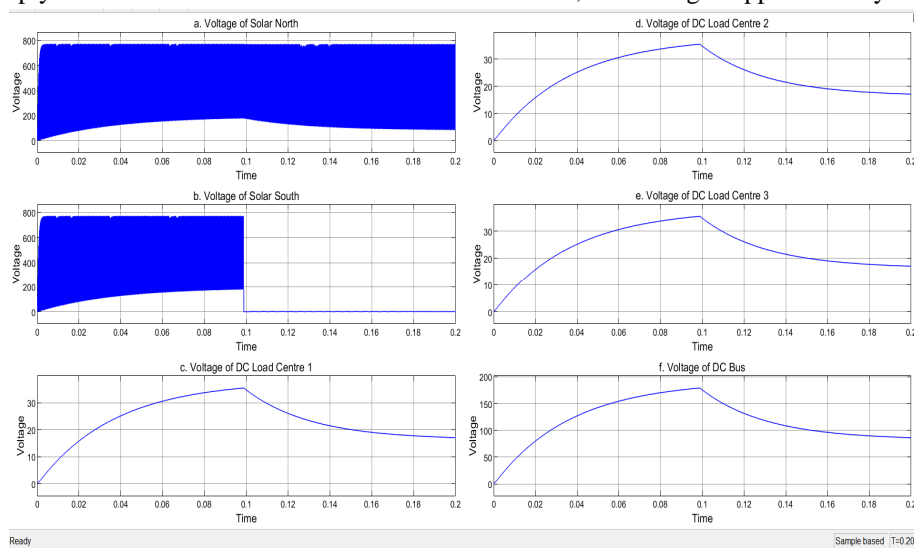 a. Voltage of Solar North
Voltage
800
600
400
200
0
0 0.02 0.04 0.06 0.08 0.1 0.12 0.14 0.16 0.18 0.2
Time
b. Voltage of Solar South
Voltage
800
600
400
200
0
0 0.02 0.04 0.06 0.08 0.1 0.12 0.14 0.16 0.18 0.2
Time
c. Voltage of DC Load Centre 1
Voltage
30
20
10
0
0 0.02 0.04 0.06 0.08 0.1 0.12 0.14 0.16 0.18 0.2
Time
d. Voltage of DC Load Centre 2
Voltage
30
20
10
0
0 0.02 0.04 0.06 0.08 0.1 0.12 0.14 0.16 0.18 0.2
Time
e. Voltage of DC Load Centre 3
Voltage
30
20
10
0
0 0.02 0.04 0.06 0.08 0.1 0.12 0.14 0.16 0.18 0.2
Time
f. Voltage of DC Bus
Voltage
200
150
100
50
0
0 0.02 0.04 0.06 0.08 0.1 0.12 0.14 0.16 0.18 0.2
Time
Ready
Sample based T=0.20